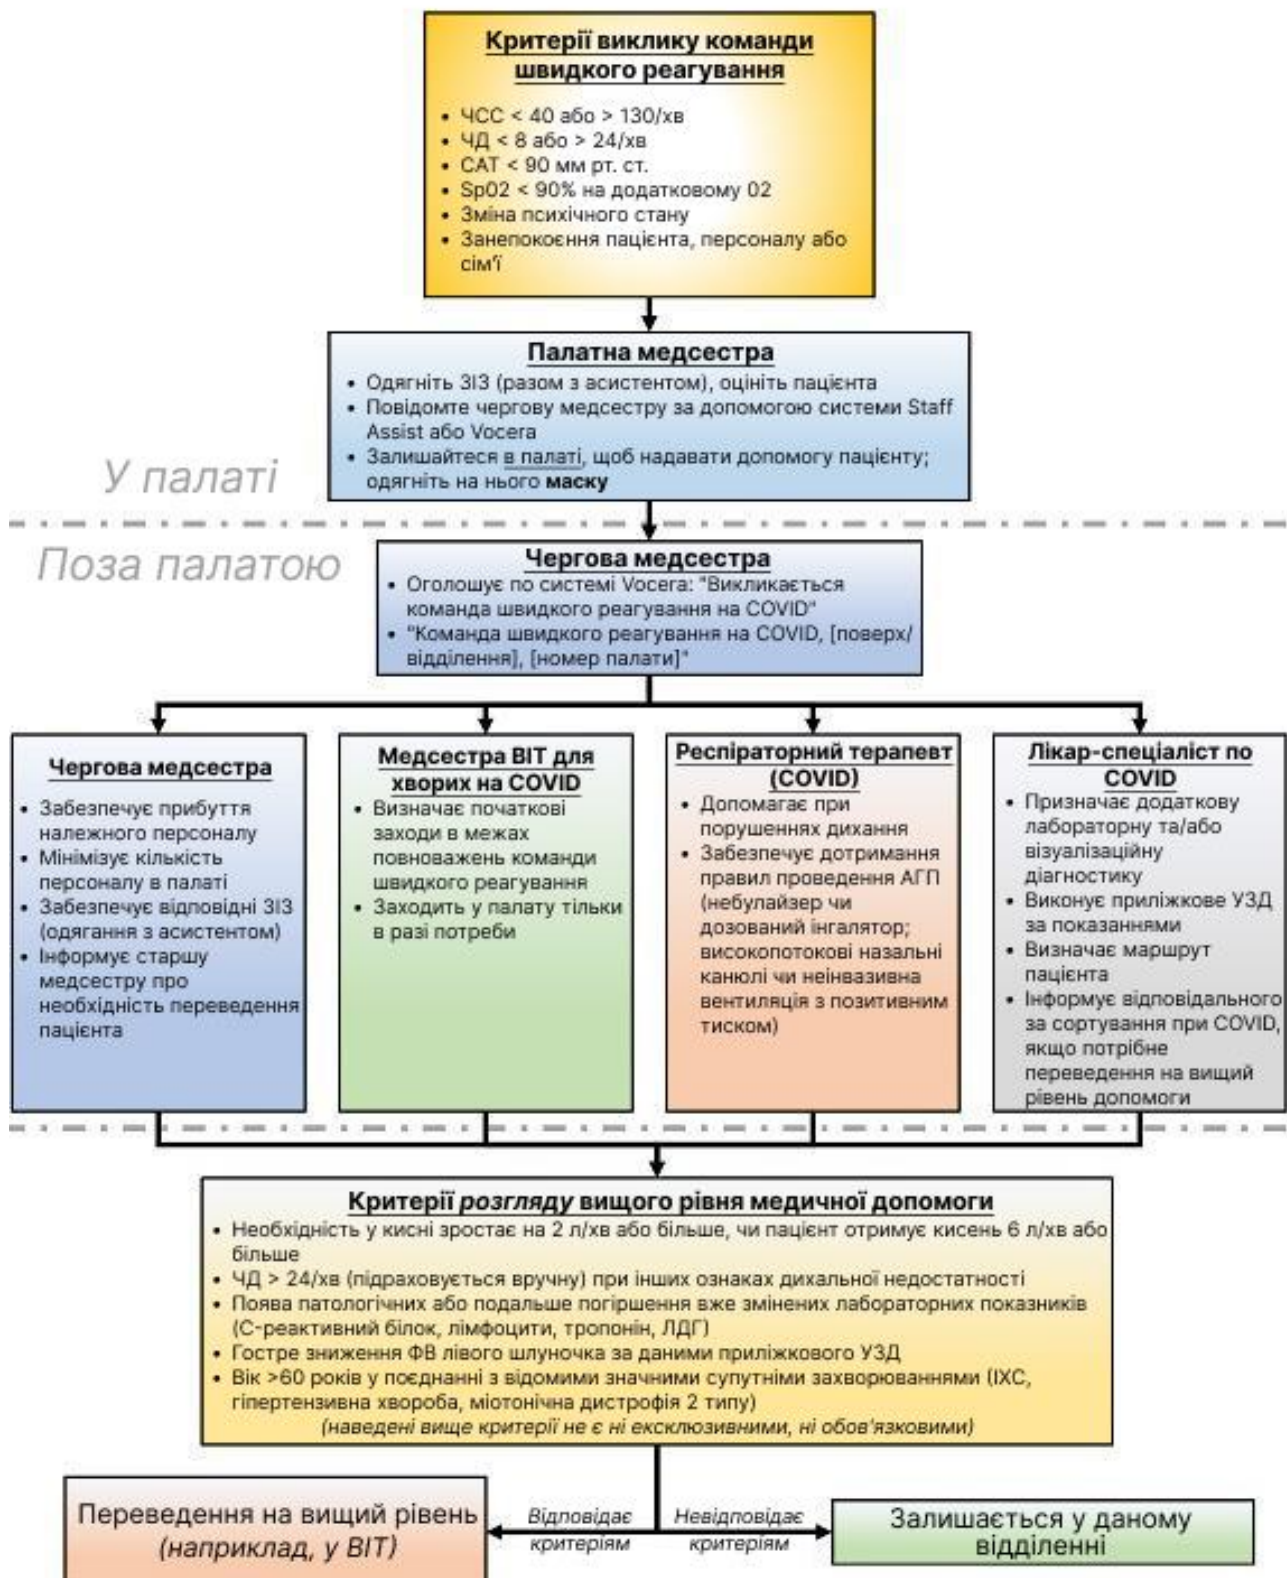 Критерії виклику команди
швидкого реагування
• ЧСС < 40 або > 130/хв
• ЧД < 8 або > 24/хв
• САТ < 90 мм рт. ст.
• Sp02 < 90% на додатковому 02
• Зміна психічного стану
• Занепокоєння пацієнта, персоналу або
сім'ї
Палатна медсестра
• Одягніть ЗІЗ (разом з асистентом), оцініть пацієнта
• Повідомте чергову медсестру за допомогою системи Staff
Assist або Vocera
• Залишайтеся в палаті, щоб надавати допомогу пацієнту;
одягніть на нього маску
У палаті
Поза палатою
Чергова медсестра
• Оголошує по системі Vocera: "Викликається
команда швидкого реагування на COVID"
• "Команда швидкого реагування на COVID, [поверх/
відділення], [номер палати]"
Чергова медсестра
• Забезпечує прибуття
належного персоналу
• Мінімізує кількість
персоналу в палаті
• Забезпечує відповідні ЗІЗ
(одягання з асистентом)
• Інформує старшу
медсестру про
необхідність переведення
пацієнта
Медсестра ВІТ для
хворих на COVID
• Визначає початкові
заходи в межах
повноважень команди
швидкого реагування
• Заходить у палату тільки
в разі потреби
Респіраторний терапевт
(COVID)
• Допомагає при
порушеннях дихання
• Забезпечує дотримання
правил проведення АГП
(небулайзер чи
дозований інгалятор;
високопотокові назальні
канюлі чи неінвазивна
вентиляція з позитивним
тиском)
Лікар-спеціаліст по
COVID
• Призначає додаткову
лабораторну та/або
візуалізаційну
діагностику
• Виконує приліжкове УЗД
за показаннями
• Визначає маршрут
пацієнта
• Інформує відповідального
за сортування при COVID,
якщо потрібне
переведення на вищий
рівень допомоги
Критерії розгляду вищого рівня медичної допомоги
• Необхідність у кисні зростає на 2 л/хв або більше, чи пацієнт отримує кисень 6 л/хв або
більше
• ЧД > 24/хв (підраховується вручну) при інших ознаках дихальної недостатності
• Поява патологічних або подальше погіршення вже змінених лабораторних показників
(С-реактивний білок, лімфоцити, тропонін, ЛДГ)
• Гостре зниження ФВ лівого шлуночка за даними приліжкового УЗД
• Вік >60 років у поєднанні з відомими значними супутніми захворюваннями (ІХС,
гіпертензивна хвороба, міотонічна дистрофія 2 типу)
(наведені вище критерії не є ні ексклюзивними, ні обов'язковими)
Переведення на вищий рівень
(наприклад, у ВІТ)
Відповідає
критеріям
Невідповідає
критеріям
Залишається у даному
відділенні